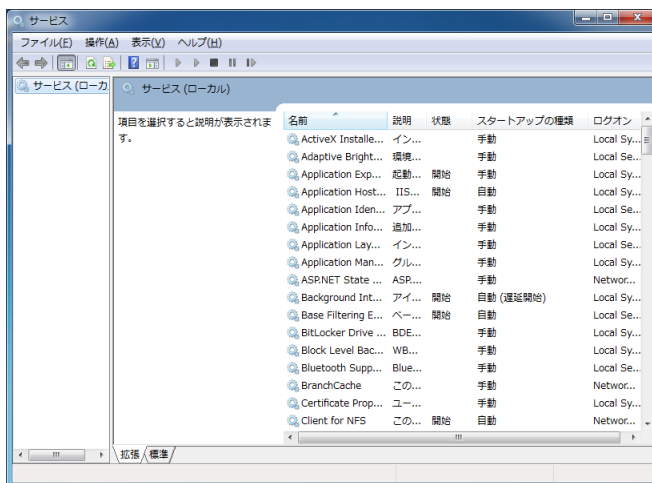 サービス
ファイル(F) 操作(A) 表示(V) ヘルプ(H)
サービス (ローカ
サービス (ローカル)
項目を選択すると説明が表示されま
す。
名前 説明 状態 スタートアップの種類 ログオン
ActiveX Installe... イン... 手動 Local Sy...
Adaptive Bright... 環境... 手動 Local Se...
Application Exp... 起動... 開始 手動 Local Sy...
Application Host... IIS... 開始 自動 Local Sy...
Application Iden... アプ... 手動 Local Se...
Application Info... 追加... 手動 Local Sy...
Application Lay... イン... 手動 Local Se...
Application Man... グル... 手動 Local Sy...
ASP.NET State ... ASP.... 手動 Networ...
Background Int... アイ... 開始 自動 (遅延開始) Local Sy...
Base Filtering E... ベー... 開始 自動 Local Se...
BitLocker Drive ... BDE... 手動 Local Sy...
Block Level Bac... WB... 手動 Local Sy...
Bluetooth Supp... Blue... 手動 Local Se...
BranchCache この... 手動 Networ...
Certificate Prop... ユー... 手動 Local Sy...
Client for NFS この... 開始 自動 Networ...
拡張 標準